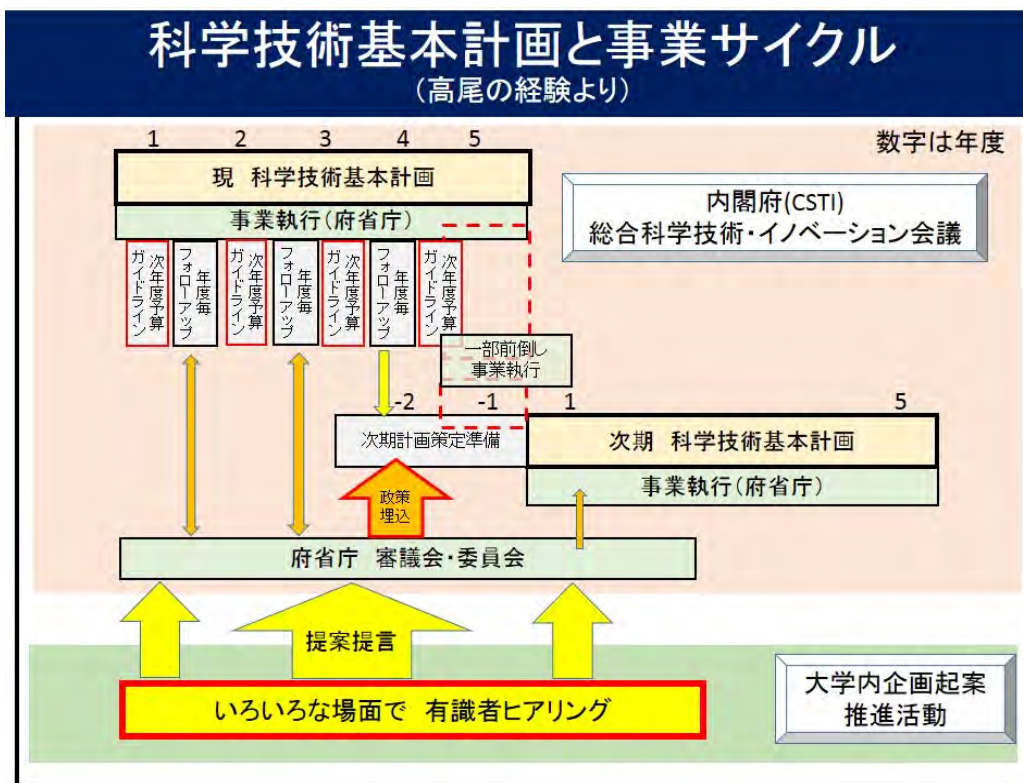 科学技術基本計画と事業サイクル
(高尾の経験より)
1 2 3 4 5
数字は年度
現 科学技術基本計画
事業執行(府省庁)
内閣府(CSTI)
総合科学技術・イノベーション会議
次年度予算
ガイドライン
年度毎
フォローアップ
次年度予算
ガイドライン
年度毎
フォローアップ
次年度予算
ガイドライン
年度毎
フォローアップ
次年度予算
ガイドライン
一部前倒し
事業執行
-2 -1 1 5
次期計画策定準備
次期 科学技術基本計画
事業執行(府省庁)
政策
埋込
府省庁 審議会・委員会
提案提言
いろいろな場面で 有識者ヒアリング
大学内企画起案
推進活動